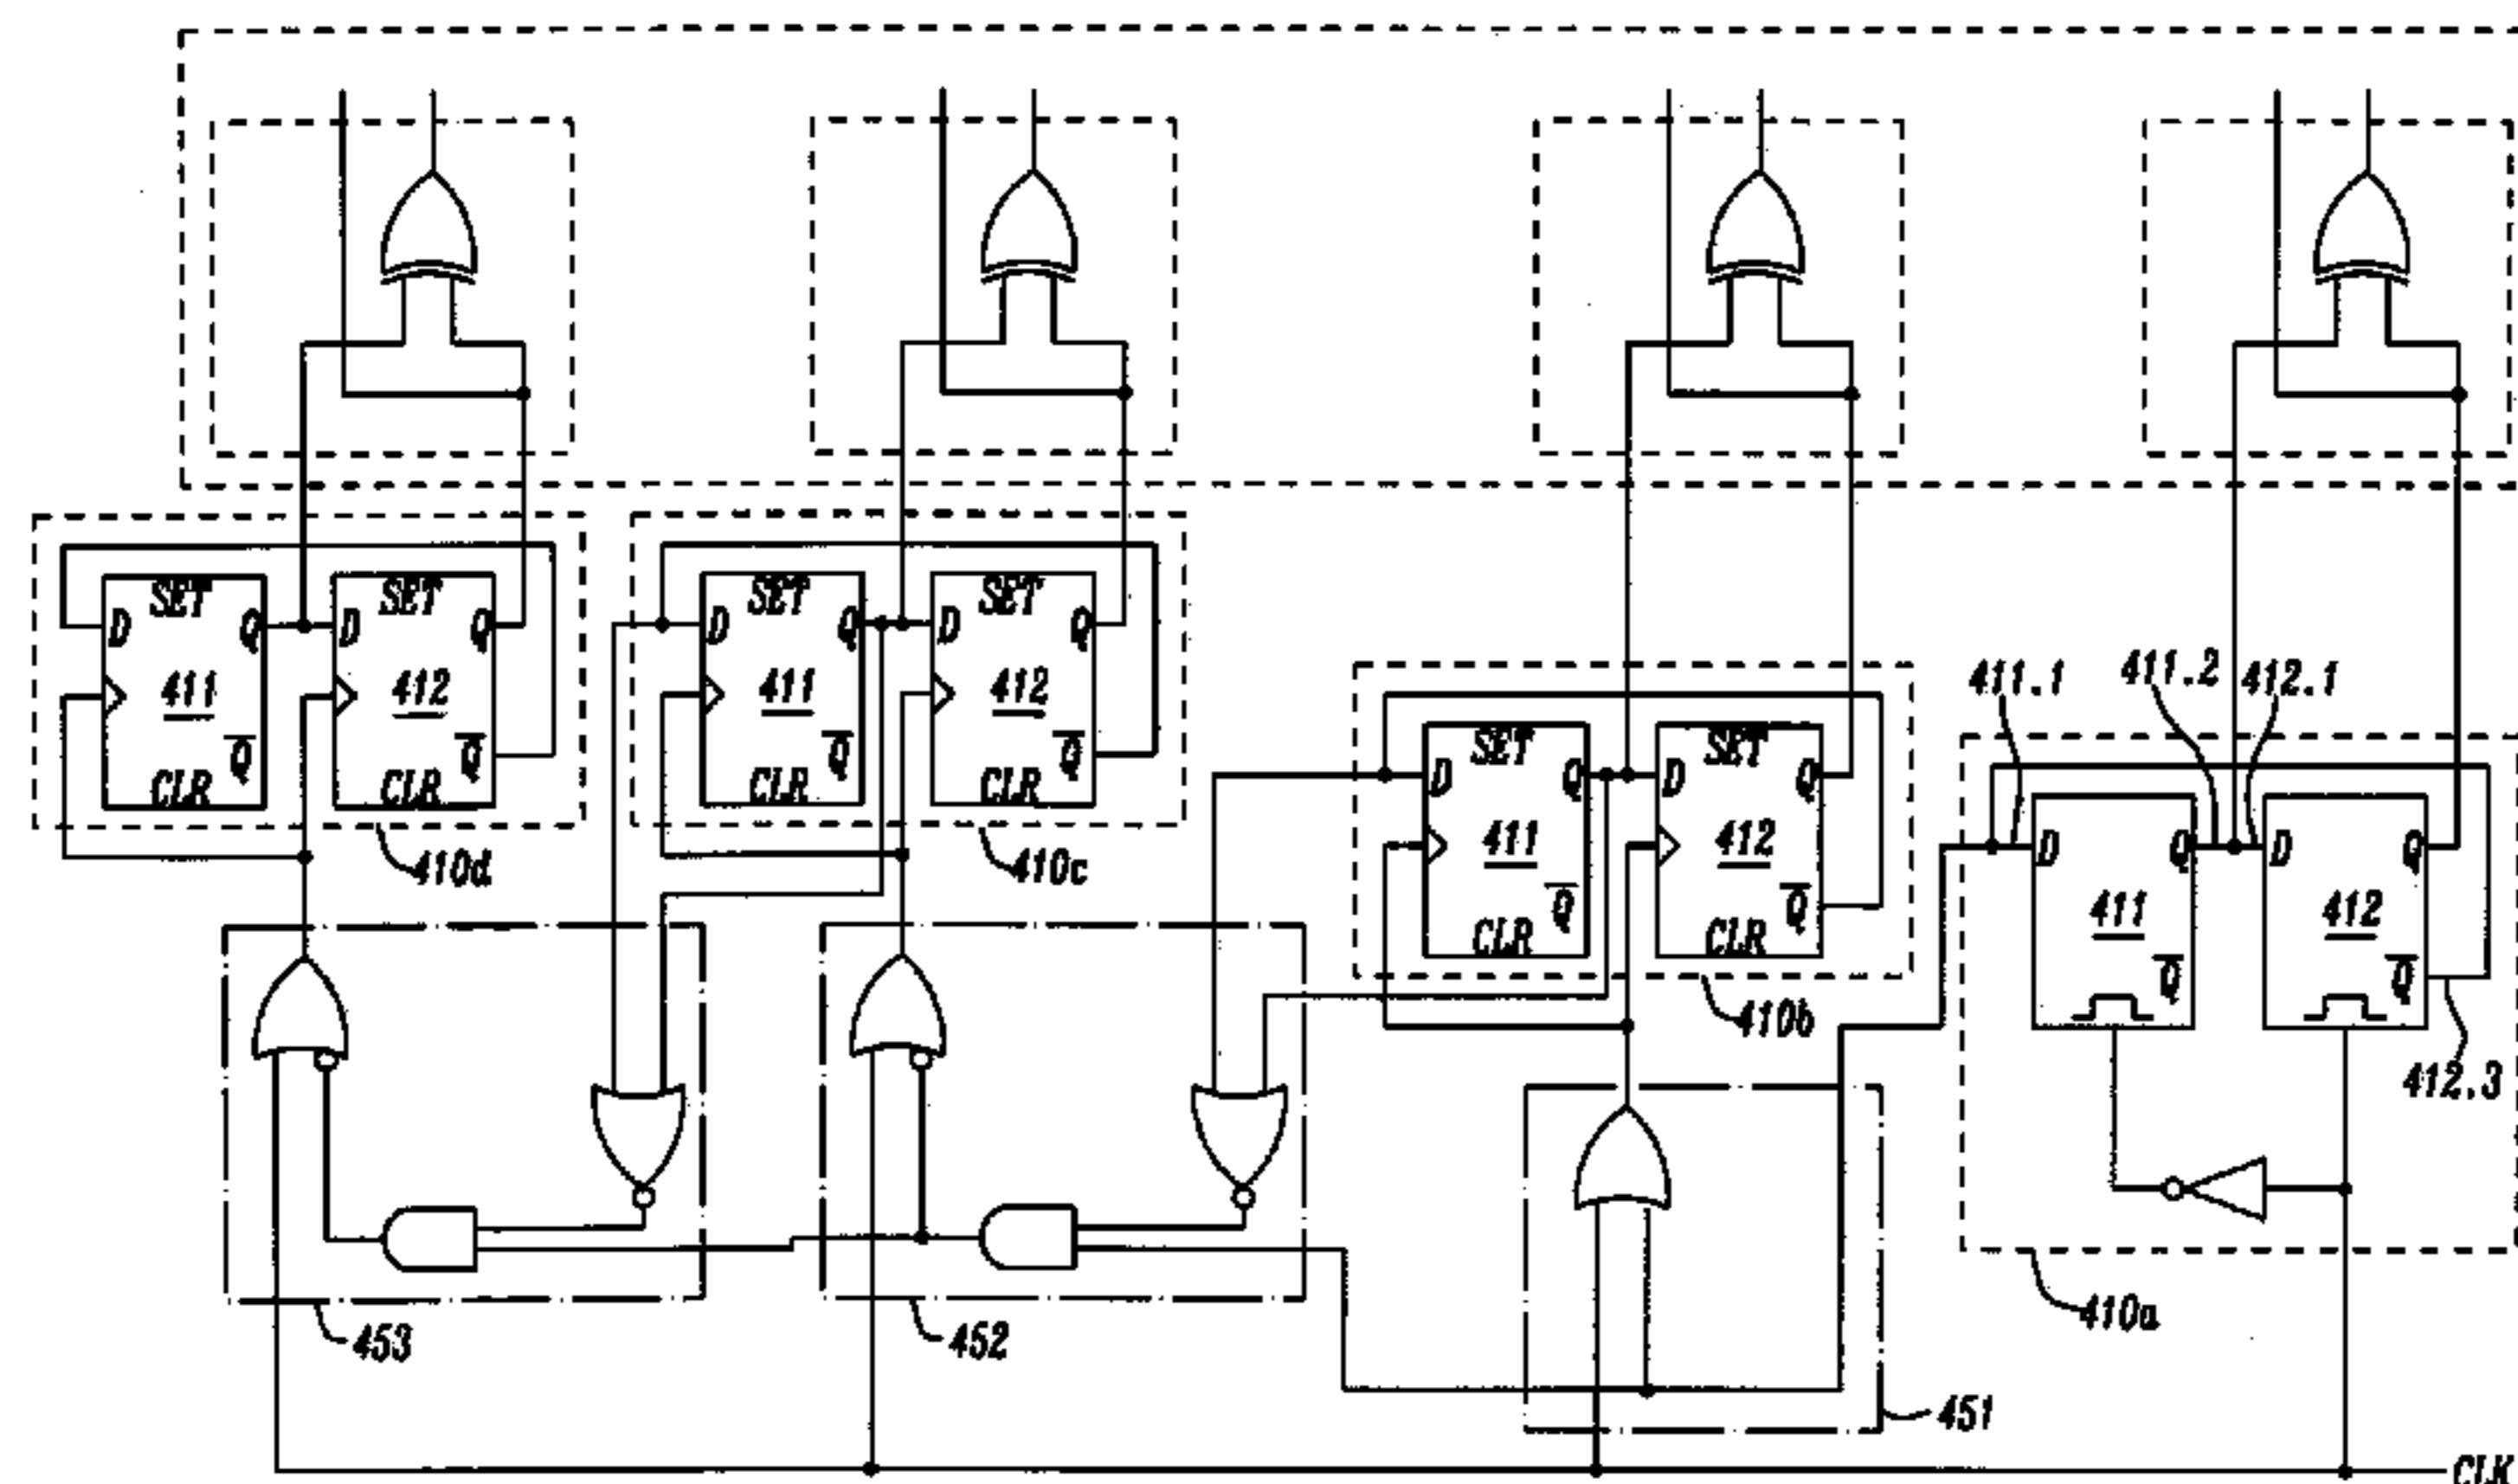 SET SET SET SET
D Q D Q D Q D Q
411 412 411 412
Q Q Q Q
CLR CLR CLR CLR
410d 410c
SET SET
D Q D Q
411 412
Q Q
CLR CLR
410b
411.1 411.2 412.1
D Q D Q
411 412
Q Q
412.3
410a
453 452
451
CLK